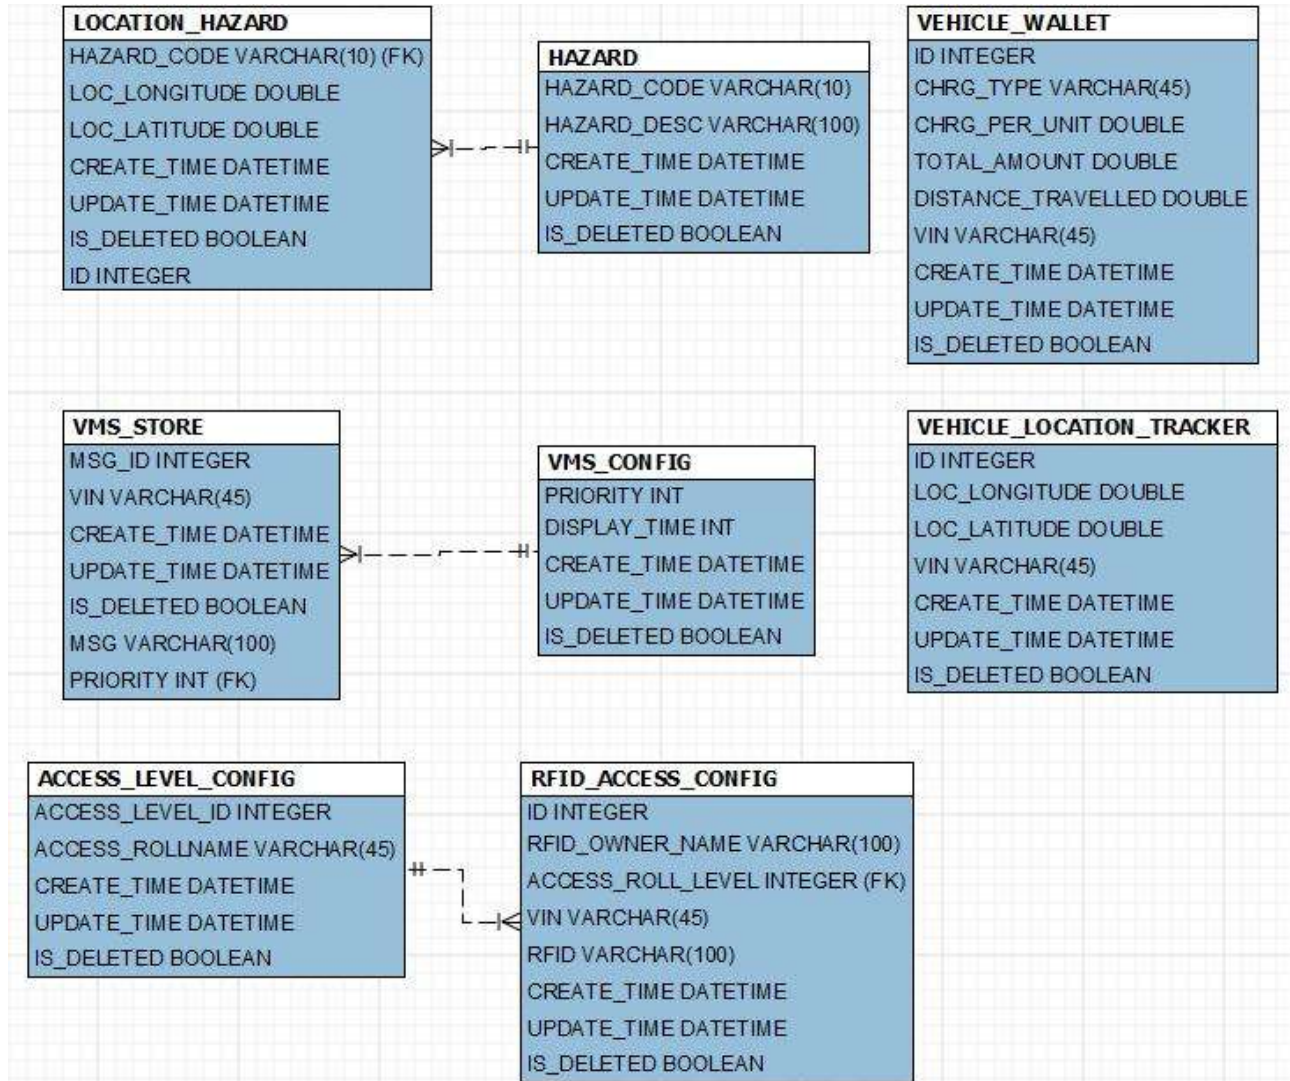 LOCATION_HAZARD
HAZARD_CODE VARCHAR(10) (FK)
LOC_LONGITUDE DOUBLE
LOC_LATITUDE DOUBLE
CREATE_TIME DATETIME
UPDATE_TIME DATETIME
IS_DELETED BOOLEAN
ID INTEGER
HAZARD
HAZARD_CODE VARCHAR(10)
HAZARD_DESC VARCHAR(100)
CREATE_TIME DATETIME
UPDATE_TIME DATETIME
IS_DELETED BOOLEAN
VEHICLE_WALLET
ID INTEGER
CHRG_TYPE VARCHAR(45)
CHRG_PER_UNIT DOUBLE
TOTAL_AMOUNT DOUBLE
DISTANCE_TRAVELLED DOUBLE
VIN VARCHAR(45)
CREATE_TIME DATETIME
UPDATE_TIME DATETIME
IS_DELETED BOOLEAN
VMS_STORE
MSG_ID INTEGER
VIN VARCHAR(45)
CREATE_TIME DATETIME
UPDATE_TIME DATETIME
IS_DELETED BOOLEAN
MSG VARCHAR(100)
PRIORITY INT (FK)
VMS_CONFIG
PRIORITY INT
DISPLAY_TIME INT
CREATE_TIME DATETIME
UPDATE_TIME DATETIME
IS_DELETED BOOLEAN
VEHICLE_LOCATION_TRACKER
ID INTEGER
LOC_LONGITUDE DOUBLE
LOC_LATITUDE DOUBLE
VIN VARCHAR(45)
CREATE_TIME DATETIME
UPDATE_TIME DATETIME
IS_DELETED BOOLEAN
ACCESS_LEVEL_CONFIG
ACCESS_LEVEL_ID INTEGER
ACCESS_ROLLNAME VARCHAR(45)
CREATE_TIME DATETIME
UPDATE_TIME DATETIME
IS_DELETED BOOLEAN
RFID_ACCESS_CONFIG
ID INTEGER
RFID_OWNER_NAME VARCHAR(100)
ACCESS_ROLL_LEVEL INTEGER (FK)
VIN VARCHAR(45)
RFID VARCHAR(100)
CREATE_TIME DATETIME
UPDATE_TIME DATETIME
IS_DELETED BOOLEAN